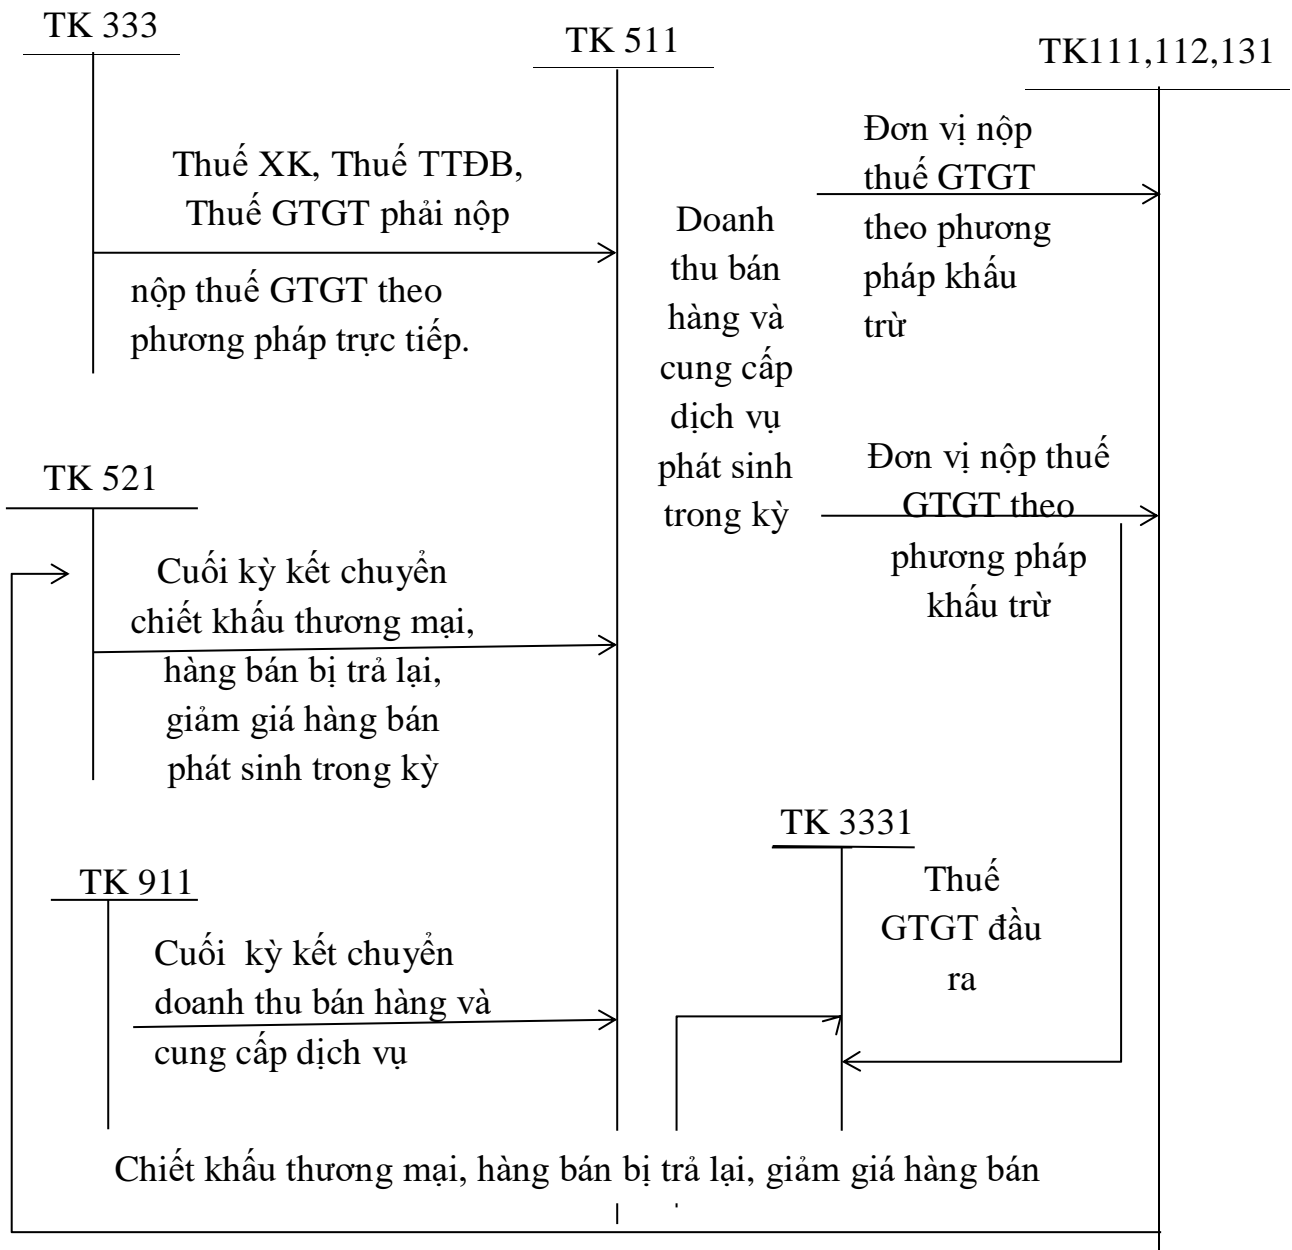 TK 333
TK 511
TK111,112,131
Thuế XK, Thuế TTĐB,
Thuế GTGT phải nộp
nộp thuế GTGT theo
phương pháp trực tiếp.
Doanh
thu bán
hàng và
cung cấp
dịch vụ
phát sinh
trong kỳ
Đơn vị nộp
thuế GTGT
theo phương
pháp khấu
trừ
Đơn vị nộp thuế
GTGT theo
phương pháp
khấu trừ
TK 521
Cuối kỳ kết chuyển
chiết khấu thương mại,
hàng bán bị trả lại,
giảm giá hàng bán
phát sinh trong kỳ
TK 3331
Thuế
GTGT đầu
ra
TK 911
Cuối kỳ kết chuyển
doanh thu bán hàng và
cung cấp dịch vụ
Chiết khấu thương mại, hàng bán bị trả lại, giảm giá hàng bán